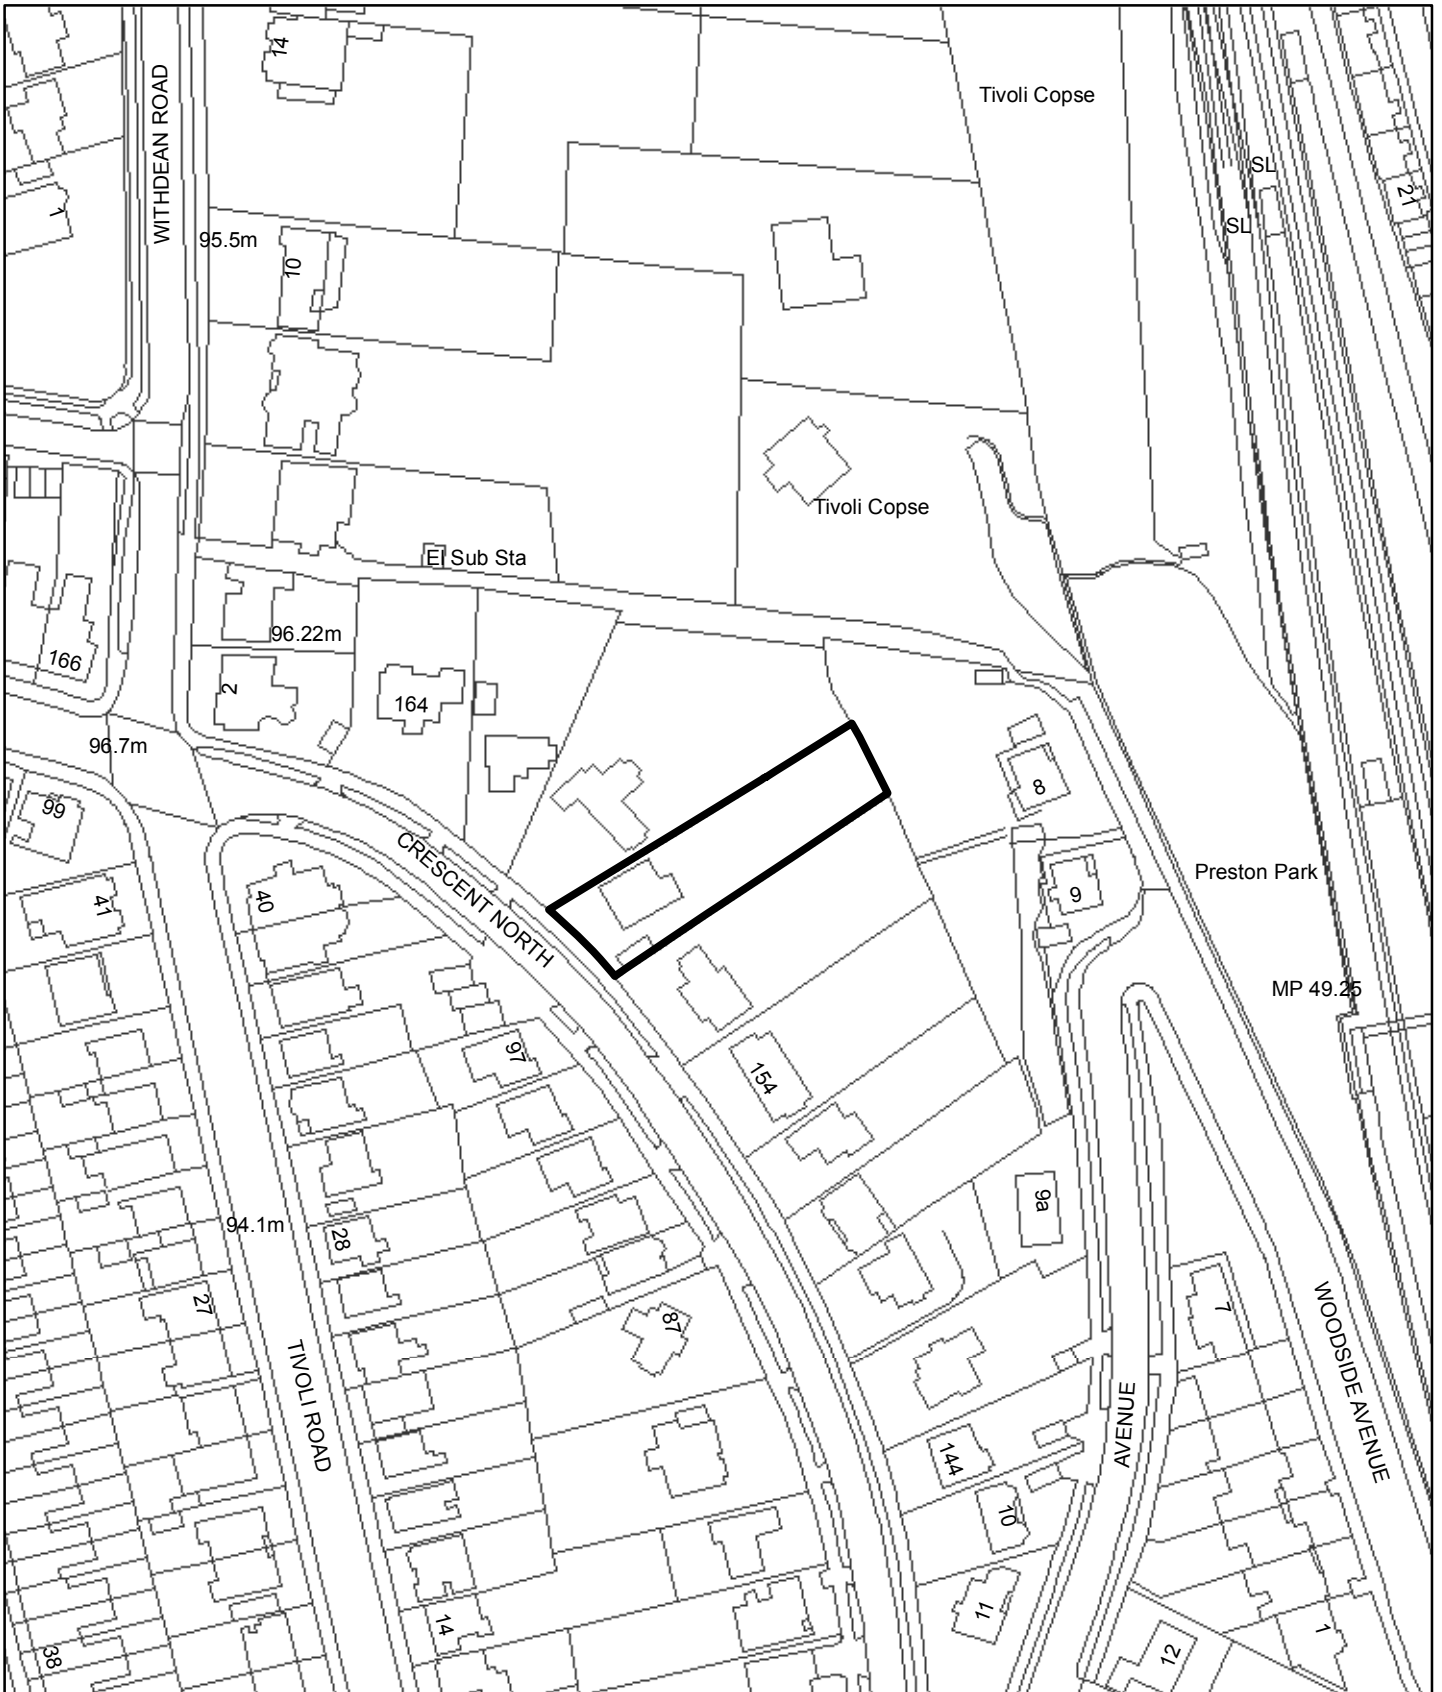 14
Tivoli Copse
WITHDEAN ROAD
SL
21
1
SL
95.5m
10
Tivoli Copse
El Sub Sta
96.22m
166
2
164
96.7m
8
99
CRESCENT NORTH
Preston Park
41
40
9
MP 49.25
97
154
9a
94.1m
28
27
87
7
WOODSIDE AVENUE
TIVOLI ROAD
AVENUE
144
10
11
14
1
38
12